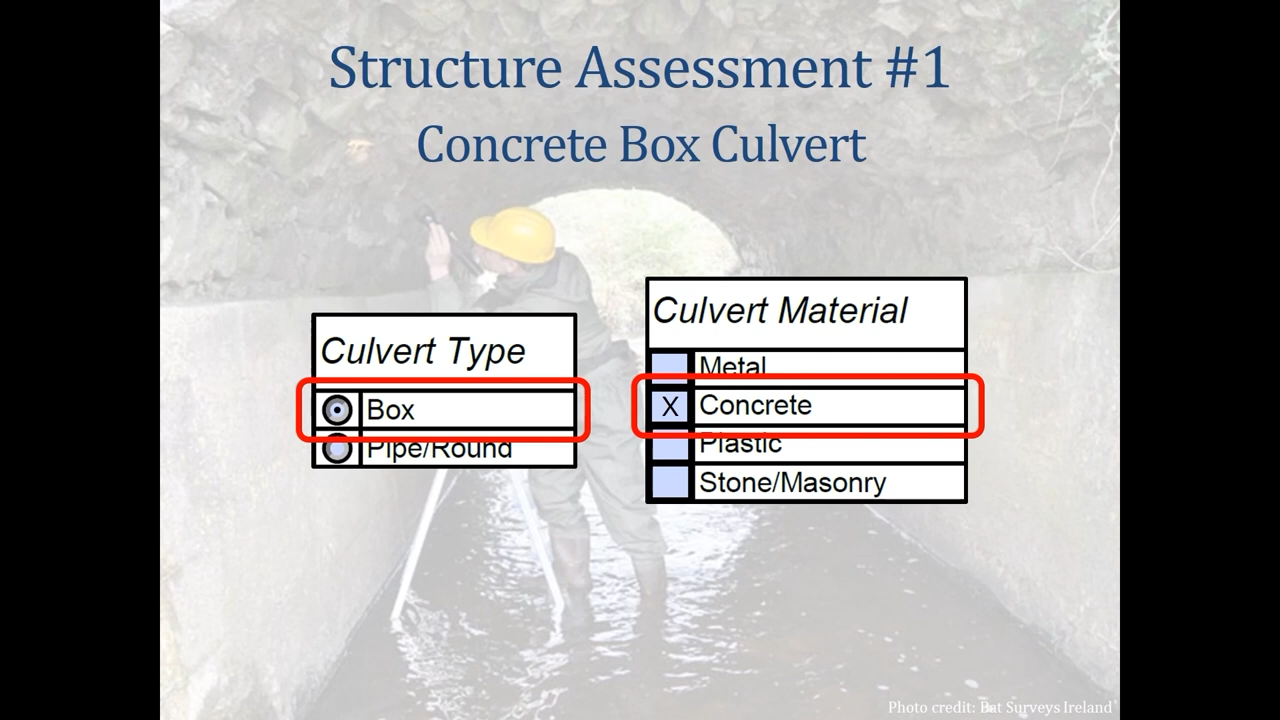 Structure Assessment #1
Concrete Box Culvert
Culvert Type
Box
Pipe/Round
Culvert Material
Metal
X Concrete
Plastic
Stone/Masonry
Photo credit: Bat Surveys Ireland